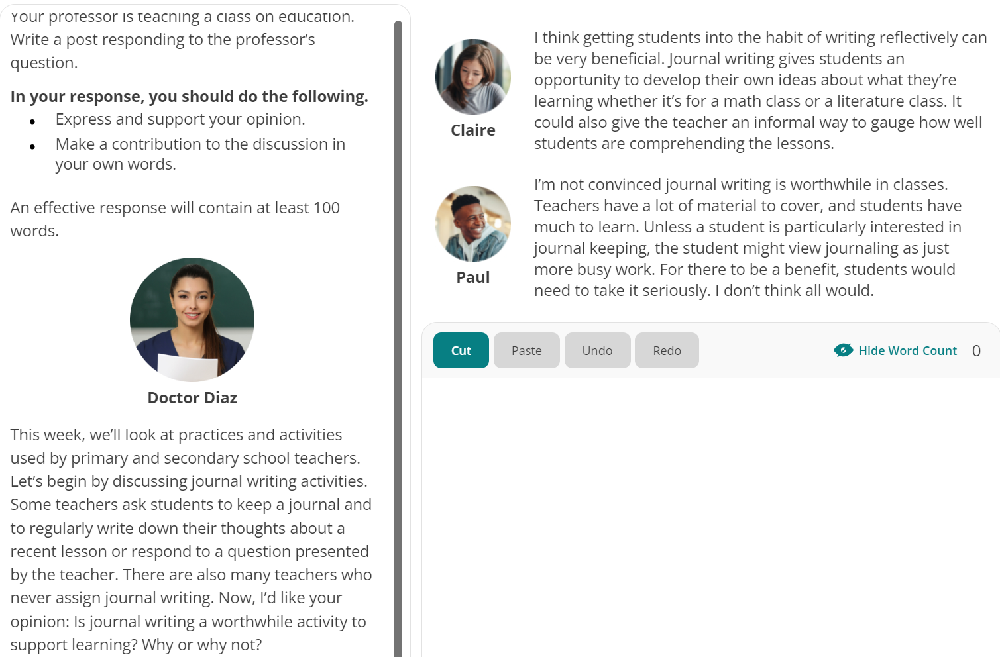 Your professor is teaching a class on education.
Write a post responding to the professor’s
question.
In your response, you should do the following.
• Express and support your opinion.
• Make a contribution to the discussion in
your own words.
An effective response will contain at least 100
words.
Doctor Diaz
This week, we’ll look at practices and activities
used by primary and secondary school teachers.
Let’s begin by discussing journal writing activities.
Some teachers ask students to keep a journal and
to regularly write down their thoughts about a
recent lesson or respond to a question presented
by the teacher. There are also many teachers who
never assign journal writing. Now, I’d like your
opinion: Is journal writing a worthwhile activity to
support learning? Why or why not?
I think getting students into the habit of writing reflectively can
be very beneficial. Journal writing gives students an
opportunity to develop their own ideas about what they’re
learning whether it’s for a math class or a literature class. It
could also give the teacher an informal way to gauge how well
students are comprehending the lessons.
Claire
I’m not convinced journal writing is worthwhile in classes.
Teachers have a lot of material to cover, and students have
much to learn. Unless a student is particularly interested in
journal keeping, the student might view journaling as just
more busy work. For there to be a benefit, students would
need to take it seriously. I don’t think all would.
Paul
Cut Paste Undo Redo Hide Word Count 0